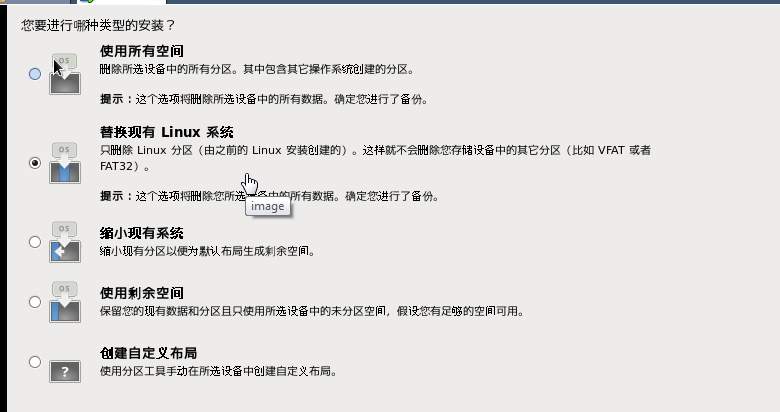 您要进行哪种类型的安装？
OS
使用所有空间
删除所选设备中的所有分区。其中包含其它操作系统创建的分区。
提示：这个选项将删除所选设备中的所有数据。确定您进行了备份。
OS
替换现有 Linux 系统
只删除 Linux 分区（由之前的 Linux 安装创建的）。这样就不会删除您存储设备中的其它分区（比如 VFAT 或者
FAT32）。
提示：这个选项将删除您所选设备中的所有数据。确定您进行了备份。
image
OS
缩小现有系统
缩小现有分区以便为默认布局生成剩余空间。
OS
使用剩余空间
保留您的现有数据和分区且只使用所选设备中的未分区空间，假设您有足够的空间可用。
?
创建自定义布局
使用分区工具手动在所选设备中创建自定义布局。